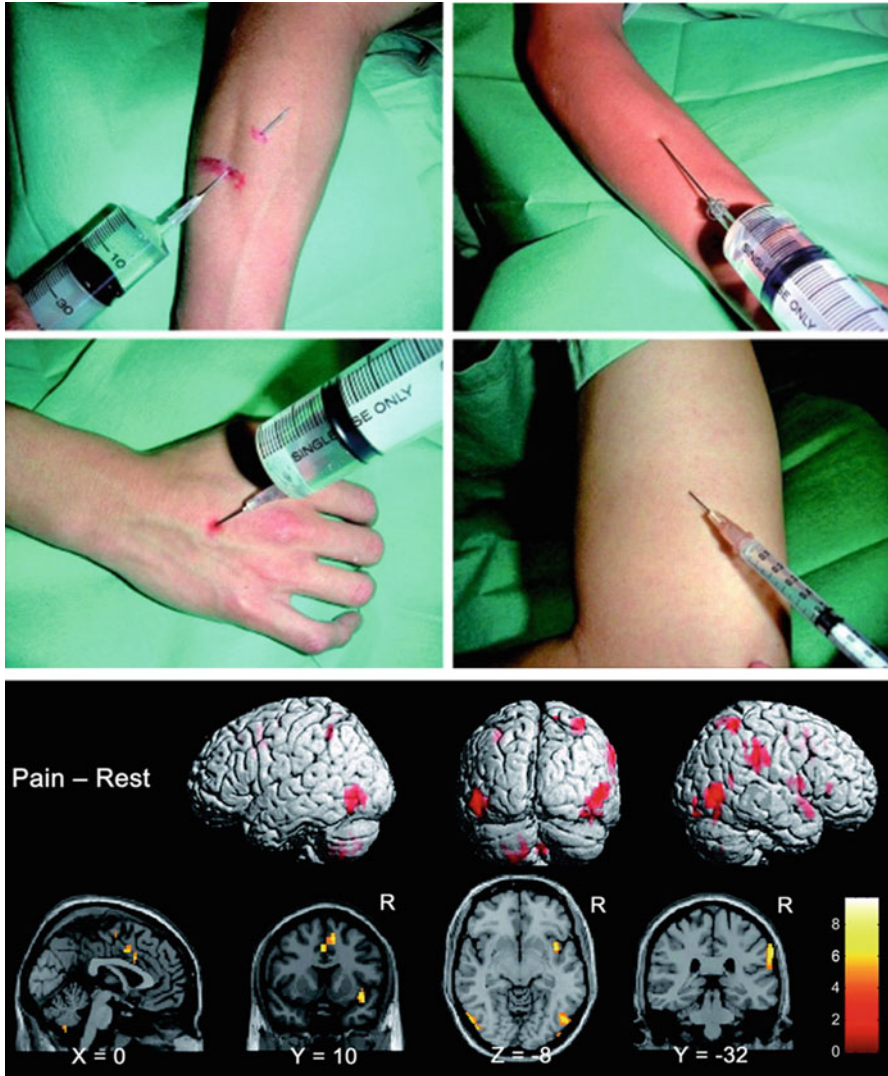 10
30
SINGLE USE ONLY
SINGLE USE ONLY
Pain – Rest
R
R
R
8
6
4
2
0
X = 0
Y = 10
Z = -8
Y = -32